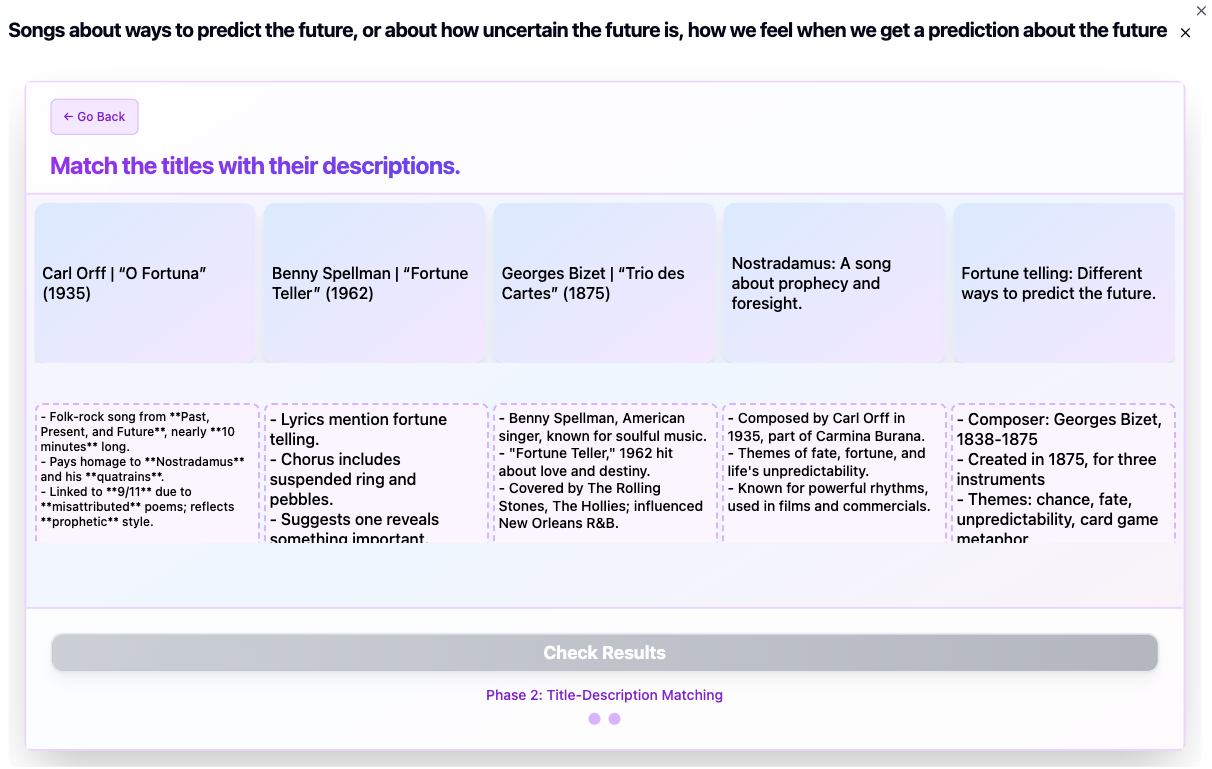 Songs about ways to predict the future, or about how uncertain the future is, how we feel when we get a prediction about the future
← Go Back
Match the titles with their descriptions.
Carl Orff | “O Fortuna”
(1935)
Benny Spellman | “Fortune
Teller” (1962)
Georges Bizet | “Trio des
Cartes” (1875)
Nostradamus: A song
about prophecy and
foresight.
Fortune telling: Different
ways to predict the future.
- Folk-rock song from **Past,
Present, and Future**, nearly **10
minutes** long.
- Pays homage to **Nostradamus**
and his **quatrains**.
- Linked to **9/11** due to
**misattributed** poems; reflects
**prophetic** style.
- Lyrics mention fortune
telling.
- Chorus includes
suspended ring and
pebbles.
- Suggests one reveals
something important.
- Benny Spellman, American
singer, known for soulful music.
- "Fortune Teller," 1962 hit
about love and destiny.
- Covered by The Rolling
Stones, The Hollies; influenced
New Orleans R&B.
- Composed by Carl Orff in
1935, part of Carmina Burana.
- Themes of fate, fortune, and
life's unpredictability.
- Known for powerful rhythms,
used in films and commercials.
- Composer: Georges Bizet,
1838-1875
- Created in 1875, for three
instruments
- Themes: chance, fate,
unpredictability, card game
metaphor
Check Results
Phase 2: Title-Description Matching